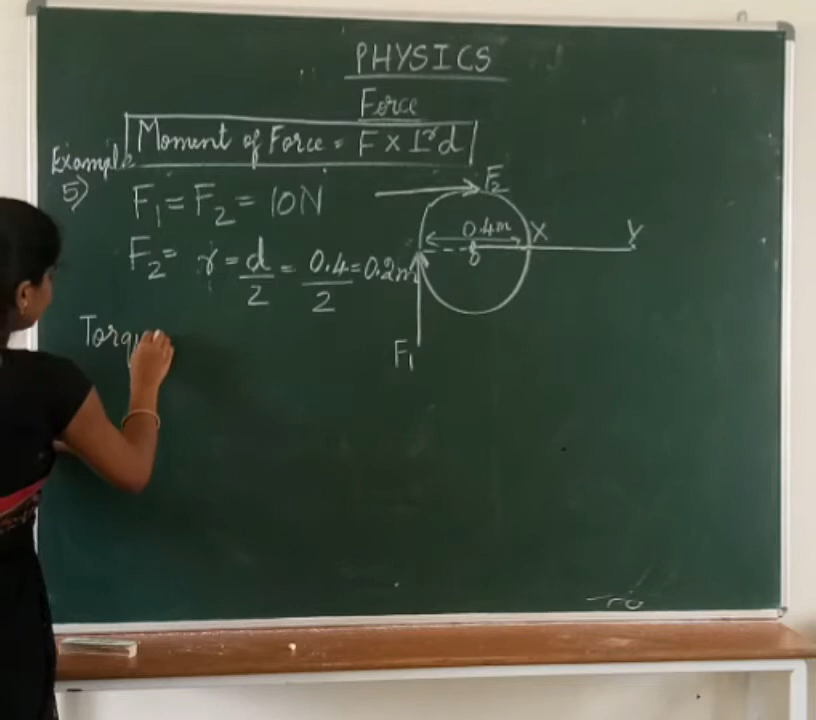 PHYSICS
Force
Moment of Force = F × ⊥r d
Example
5)
F₁ = F₂ = 10N
F₂ = r = d/2 = 0.4/2 = 0.2m
Torqu
F₂
0.4m
X
Y
F₁